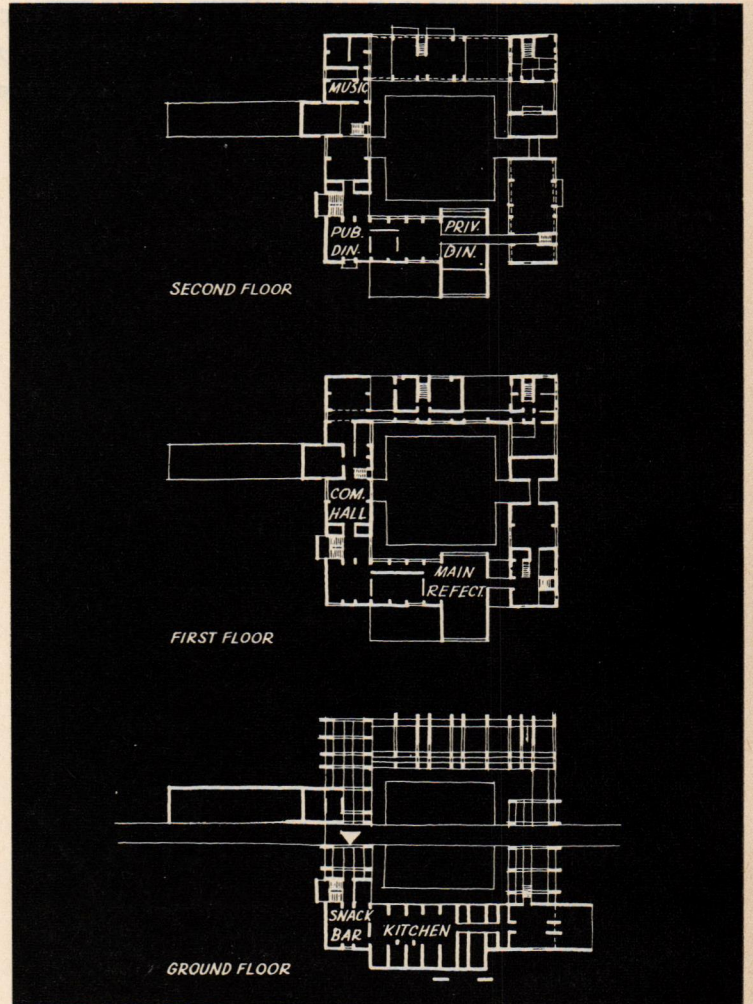 MUSIC
PUB. PRIV.
DIN. DIN.
SECOND FLOOR
COM.
HALL
MAIN
REFECT.
FIRST FLOOR
SNACK
BAR KITCHEN
GROUND FLOOR